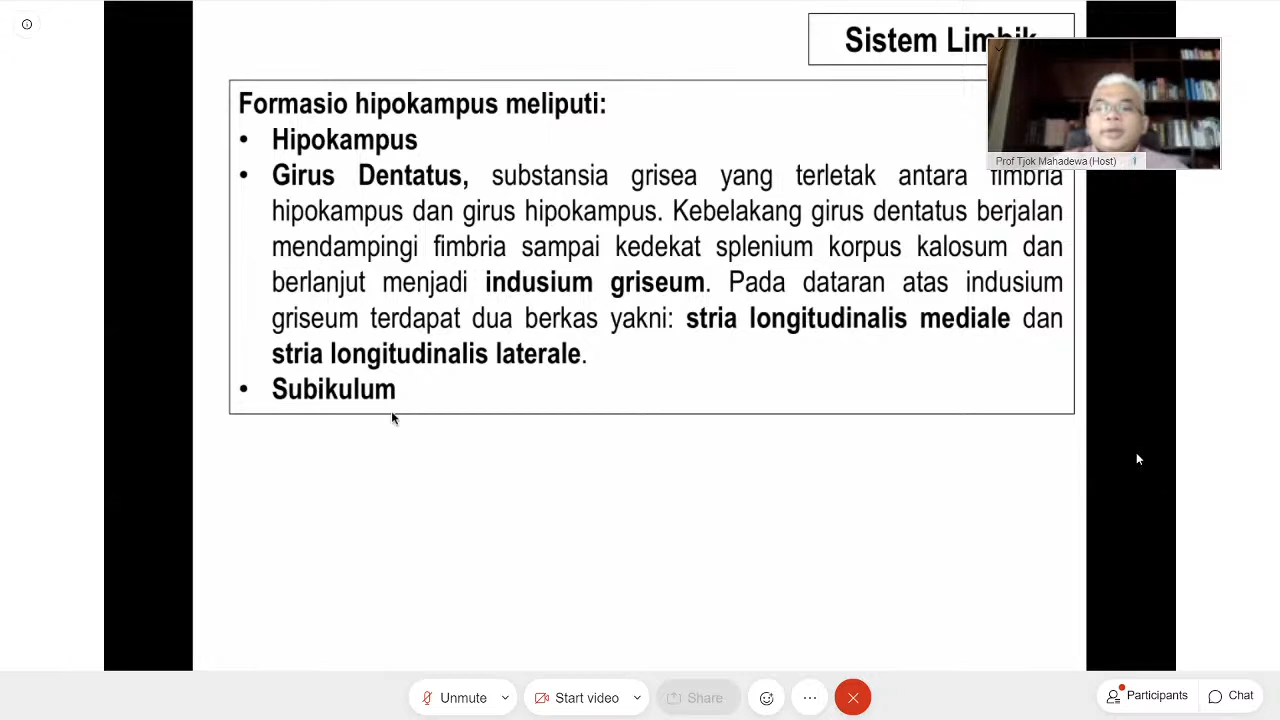 Sistem Limbik
Formasio hipokampus meliputi:
• Hipokampus
• Girus Dentatus, substansia grisea yang terletak antara fimbria
hipokampus dan girus hipokampus. Kebelakang girus dentatus berjalan
mendampingi fimbria sampai kedekat splenium korpus kalosum dan
berlanjut menjadi indusium griseum. Pada dataran atas indusium
griseum terdapat dua berkas yakni: stria longitudinalis mediale dan
stria longitudinalis laterale.
• Subikulum
Prof Tjok Mahadewa (Host)
Unmute
Start video
Share
Participants
Chat